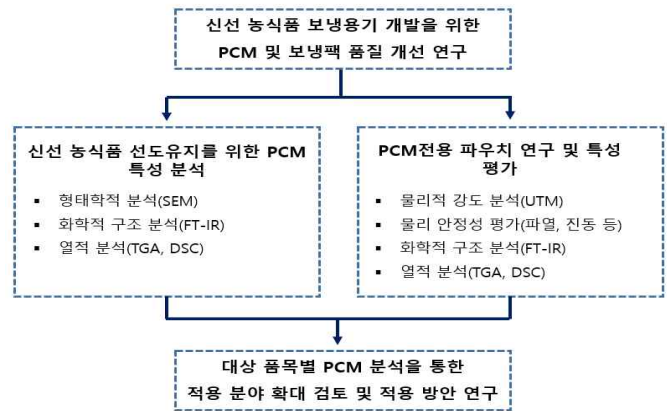 신선 농식품 보냉용기 개발을 위한
PCM 및 보냉팩 품질 개선 연구
신선 농식품 선도유지를 위한 PCM
특성 분석
▪ 형태학적 분석(SEM)
▪ 화학적 구조 분석(FT-IR)
▪ 열적 분석(TGA, DSC)
PCM전용 파우치 연구 및 특성
평가
▪ 물리적 강도 분석(UTM)
▪ 물리 안정성 평가(파열, 진동 등)
▪ 화학적 구조 분석(FT-IR)
▪ 열적 분석(TGA, DSC)
대상 품목별 PCM 분석을 통한
적용 분야 확대 검토 및 적용 방안 연구